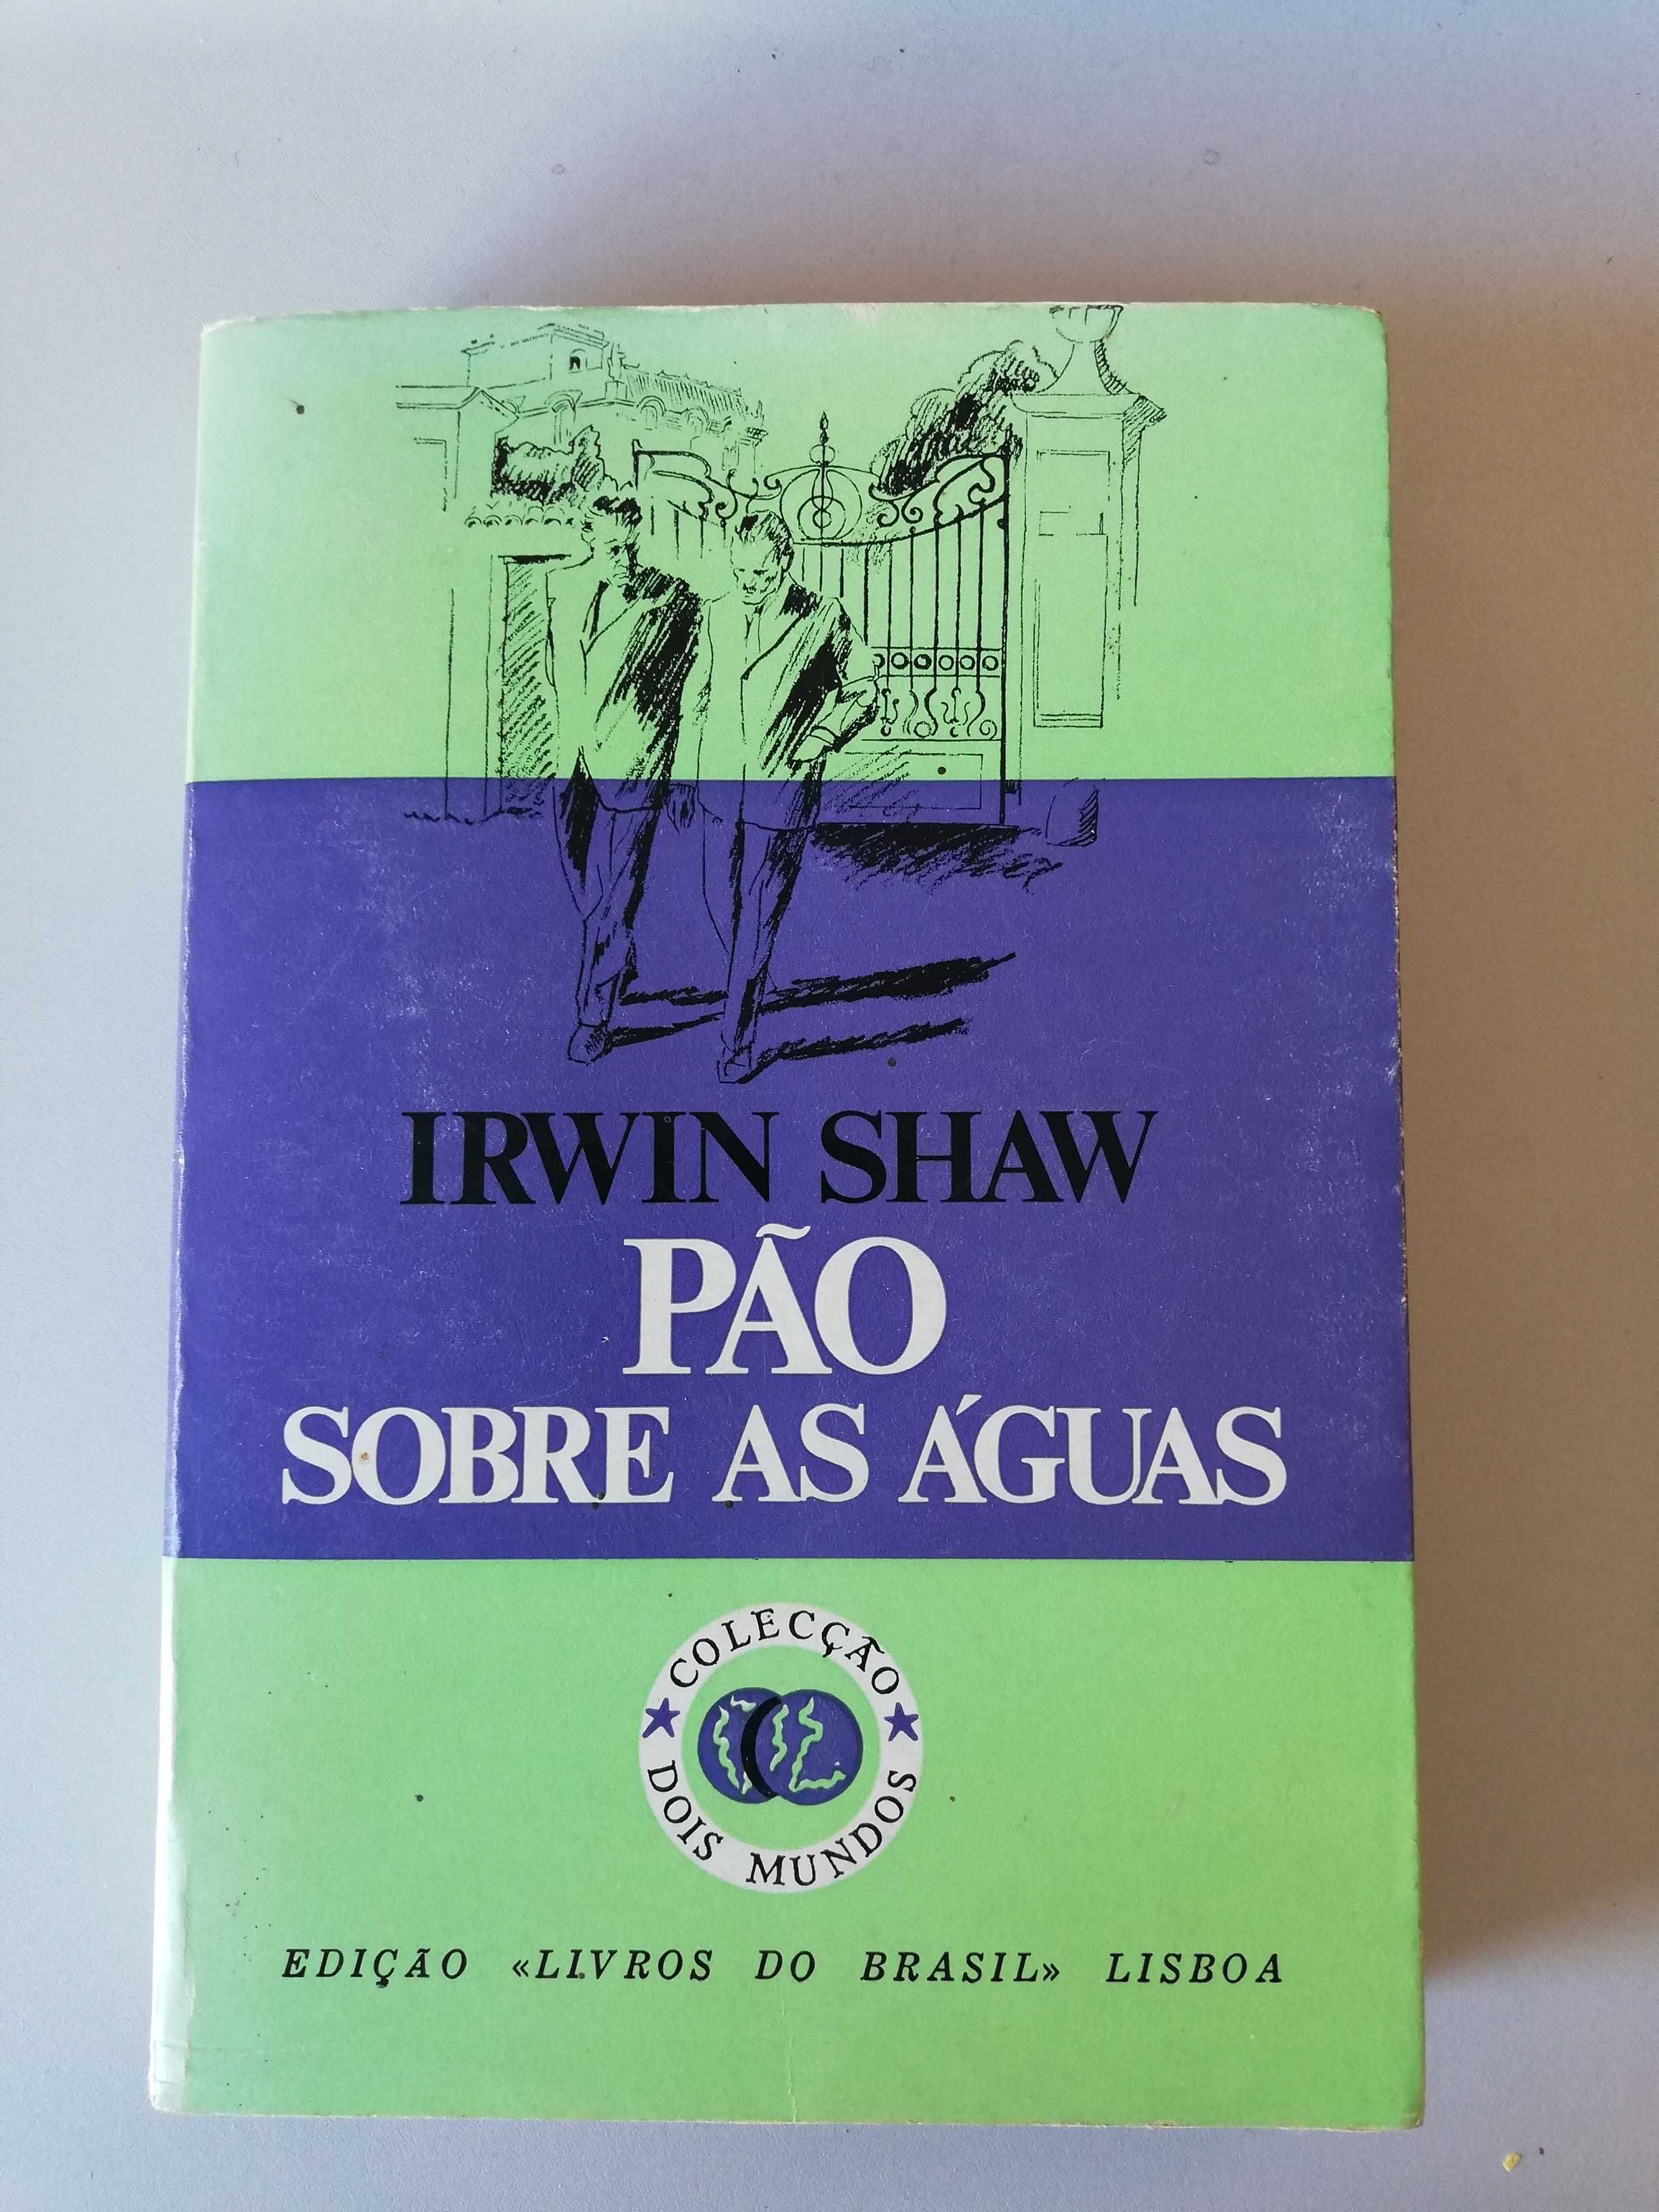 IRWIN SHAW
PÃO
SOBRE AS ÁGUAS
COLECÇÃO
DOIS MUNDOS
EDIÇÃO «LIVROS DO BRASIL» LISBOA